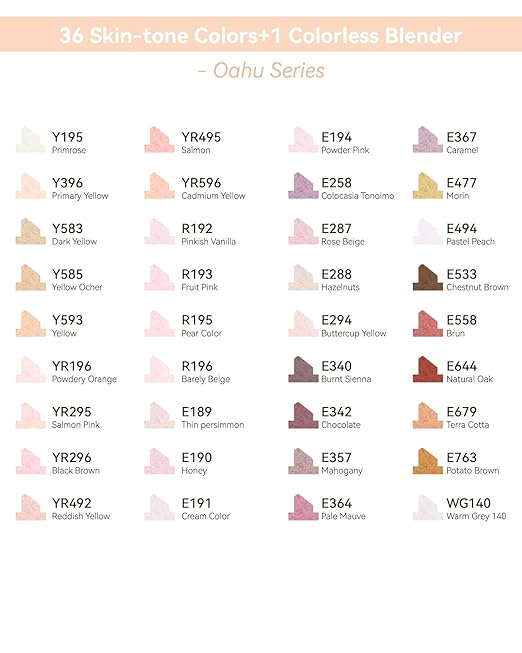 36 Skin-tone Colors+1 Colorless Blender
- Oahu Series
Y195
Primrose
Y396
Primary Yellow
Y583
Dark Yellow
Y585
Yellow Ocher
Y593
Yellow
YR196
Powdery Orange
YR295
Salmon Pink
YR296
Black Brown
YR492
Reddish Yellow
YR495
Salmon
YR596
Cadmium Yellow
R192
Pinkish Vanilla
R193
Fruit Pink
R195
Pear Color
R196
Barely Beige
E189
Thin persimmon
E190
Honey
E191
Cream Color
E194
Powder Pink
E258
Colocasia Tonoimo
E287
Rose Beige
E288
Hazelnuts
E294
Buttercup Yellow
E340
Burnt Sienna
E342
Chocolate
E357
Mahogany
E364
Pale Mauve
E367
Caramel
E477
Morin
E494
Pastel Peach
E533
Chestnut Brown
E558
Brun
E644
Natural Oak
E679
Terra Cotta
E763
Potato Brown
WG140
Warm Grey 140